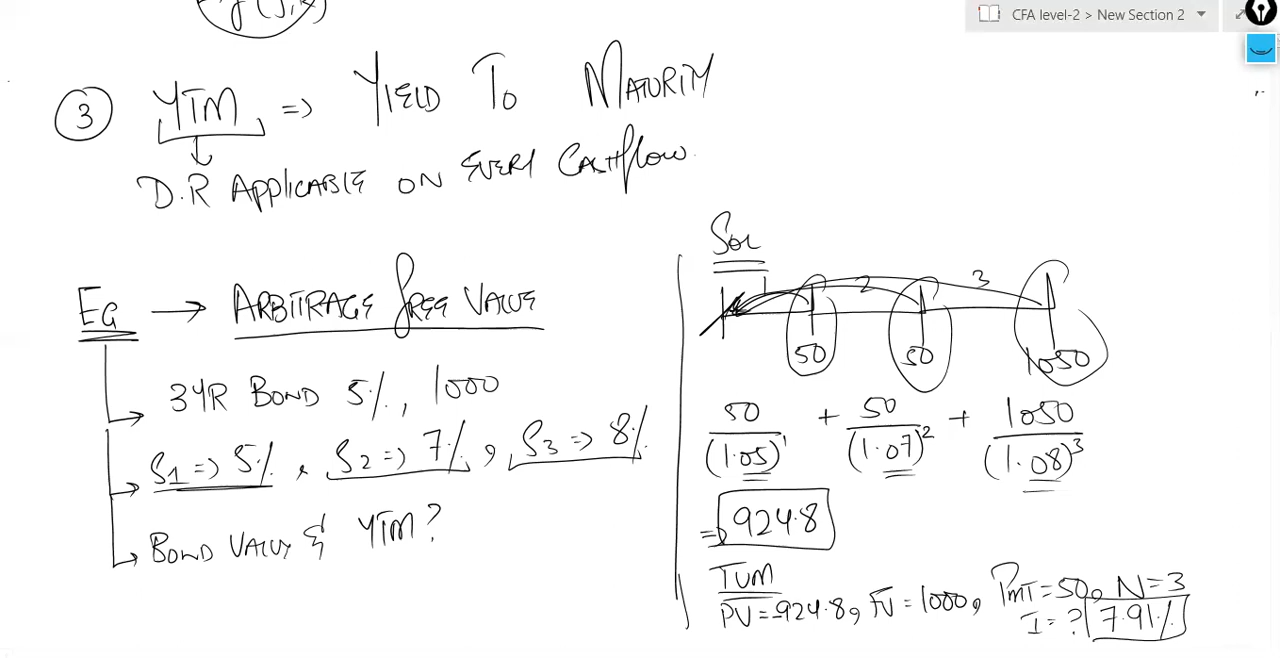 CFA level-2 > New Section 2
③ YTM => YIELD TO MATURITY
D.R APPLICABLE ON EVERY CASHFLOW.
EG → ARBITRAGE FREE VALUE
3YR BOND 5%, 1000
S1 => 5%, S2 => 7%, S3 => 8%
BOND VALUE & YTM?
Sol
2 3
50 50 1050
50/(1.05)^1 + 50/(1.07)^2 + 1050/(1.08)^3
=> 924.8
TVM
PV=-924.8, FV=1000, PMT=50, N=3
I=? 7.91%